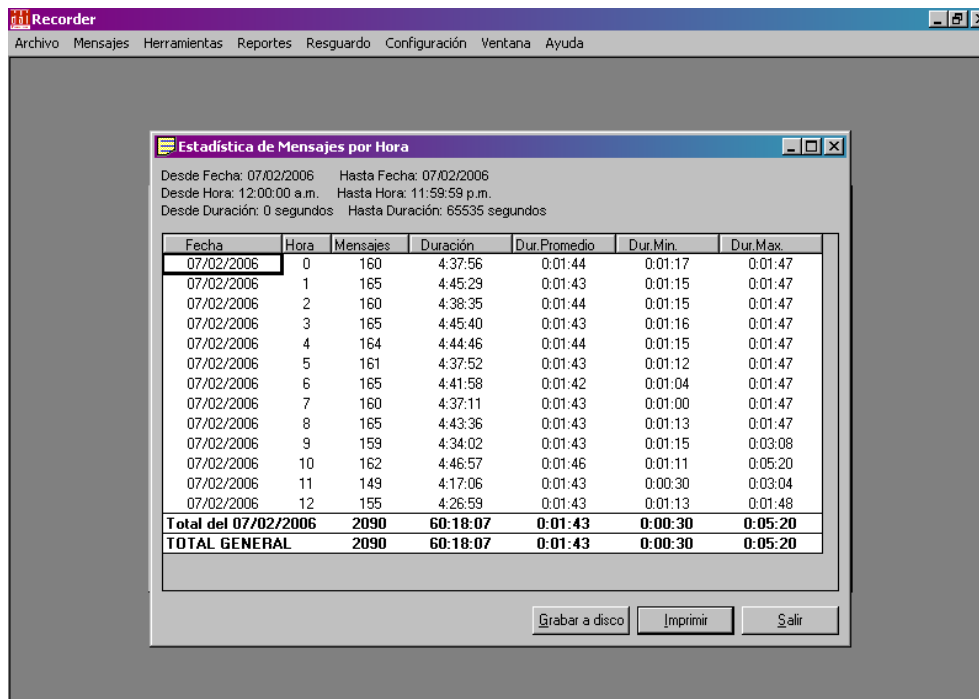 Recorder
Archivo Mensajes Herramientas Reportes Resguardo Configuración Ventana Ayuda
Estadística de Mensajes por Hora
Desde Fecha: 07/02/2006 Hasta Fecha: 07/02/2006
Desde Hora: 12:00:00 a.m. Hasta Hora: 11:59:59 p.m.
Desde Duración: 0 segundos Hasta Duración: 65535 segundos
Fecha Hora Mensajes Duración Dur.Promedio Dur.Min. Dur.Max.
07/02/2006 0 160 4:37:56 0:01:44 0:01:17 0:01:47
07/02/2006 1 165 4:45:29 0:01:43 0:01:15 0:01:47
07/02/2006 2 160 4:38:35 0:01:44 0:01:15 0:01:47
07/02/2006 3 165 4:45:40 0:01:43 0:01:16 0:01:47
07/02/2006 4 164 4:44:46 0:01:44 0:01:15 0:01:47
07/02/2006 5 161 4:37:52 0:01:43 0:01:12 0:01:47
07/02/2006 6 165 4:41:58 0:01:42 0:01:04 0:01:47
07/02/2006 7 160 4:37:11 0:01:43 0:01:00 0:01:47
07/02/2006 8 165 4:43:36 0:01:43 0:01:13 0:01:47
07/02/2006 9 159 4:34:02 0:01:43 0:01:15 0:03:08
07/02/2006 10 162 4:46:57 0:01:46 0:01:11 0:05:20
07/02/2006 11 149 4:17:06 0:01:43 0:00:30 0:03:04
07/02/2006 12 155 4:26:59 0:01:43 0:01:13 0:01:48
Total del 07/02/2006 2090 60:18:07 0:01:43 0:00:30 0:05:20
TOTAL GENERAL 2090 60:18:07 0:01:43 0:00:30 0:05:20
Grabar a disco Imprimir Salir